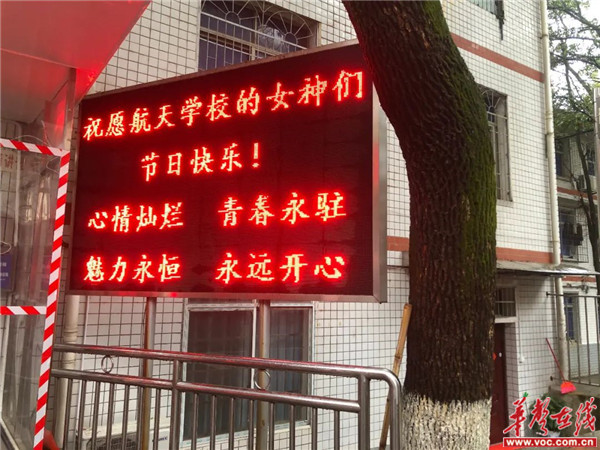 祝愿航天学校的女神们
节日快乐！
心情灿烂 青春永驻
魅力永恒 永远开心
华声在线
www.voc.com.cn